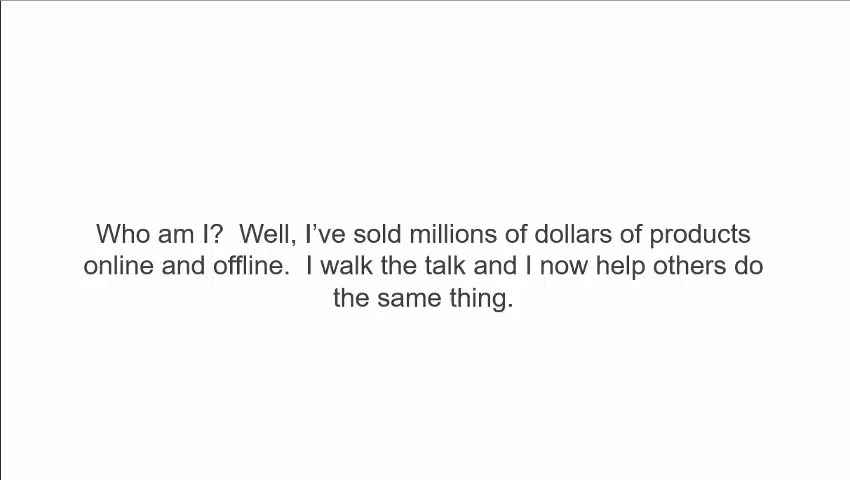 Who am I?  Well, I’ve sold millions of dollars of products
online and offline.  I walk the talk and I now help others do
the same thing.